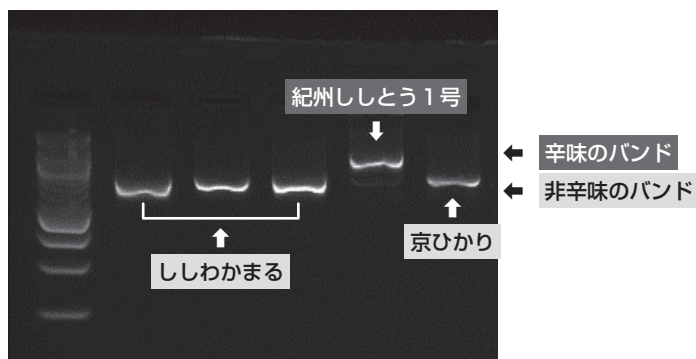 紀州ししとう1号
辛味のバンド
非辛味のバンド
京ひかり
ししわかまる